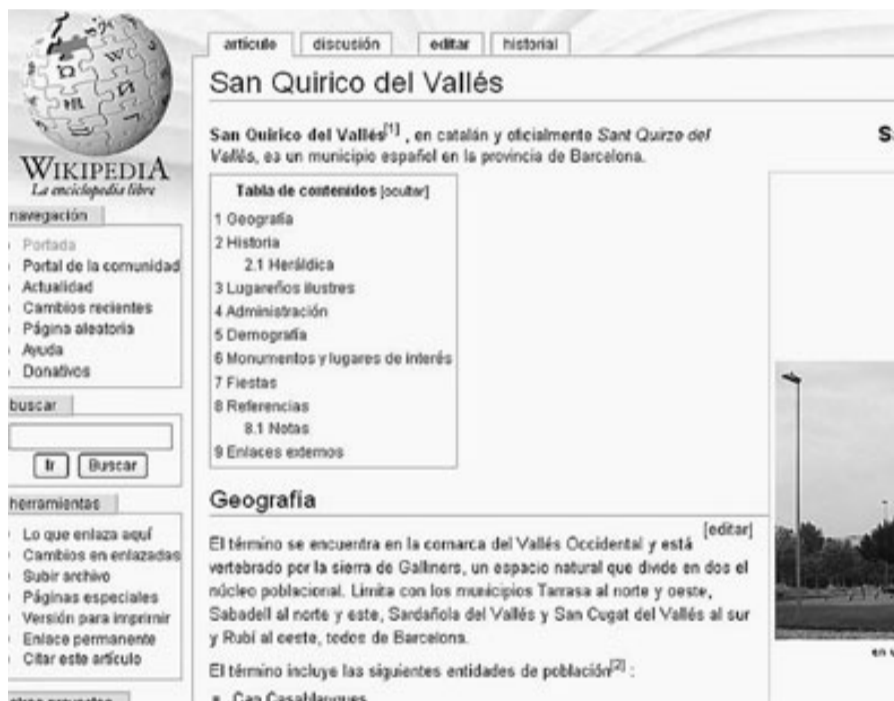 artículo discusión editar historial
San Quirico del Vallés
San Quirico del Vallés[1] , en catalán y oficialmente Sant Quirze del
Vallès, es un municipio español en la provincia de Barcelona.
Tabla de contenidos [ocultar]
1 Geografía
2 Historia
2.1 Heráldica
3 Lugareños ilustres
4 Administración
5 Demografía
6 Monumentos y lugares de interés
7 Fiestas
8 Referencias
8.1 Notas
9 Enlaces externos
Geografía
[editar]
El término se encuentra en la comarca del Vallés Occidental y está
vertebrado por la sierra de Galliners, un espacio natural que divide en dos el
núcleo poblacional. Limita con los municipios Tarrasa al norte y oeste,
Sabadell al norte y este, Sardañola del Vallés y San Cugat del Vallés al sur
y Rubí al oeste, todos de Barcelona.
El término incluye las siguientes entidades de población[2] :
Can Casablanques
WIKIPEDIA
La enciclopedia libre
navegación
Portada
Portal de la comunidad
Actualidad
Cambios recientes
Página aleatoria
Ayuda
Donativos
buscar
Ir Buscar
herramientas
Lo que enlaza aquí
Cambios en enlazadas
Subir archivo
Páginas especiales
Versión para imprimir
Enlace permanente
Citar este artículo
en